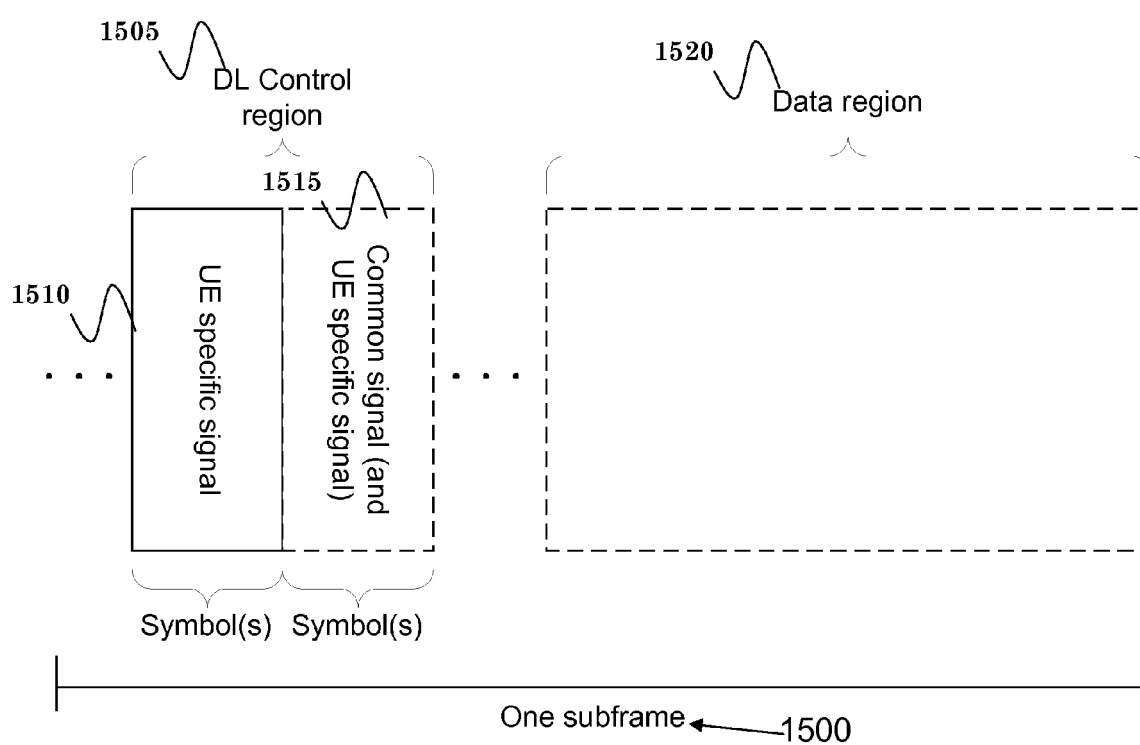 1505
1520
DL Control
region
Data region
1515
1510
UE specific signal
Common signal (and
UE specific signal)
. . .
. . .
Symbol(s) Symbol(s)
One subframe
1500